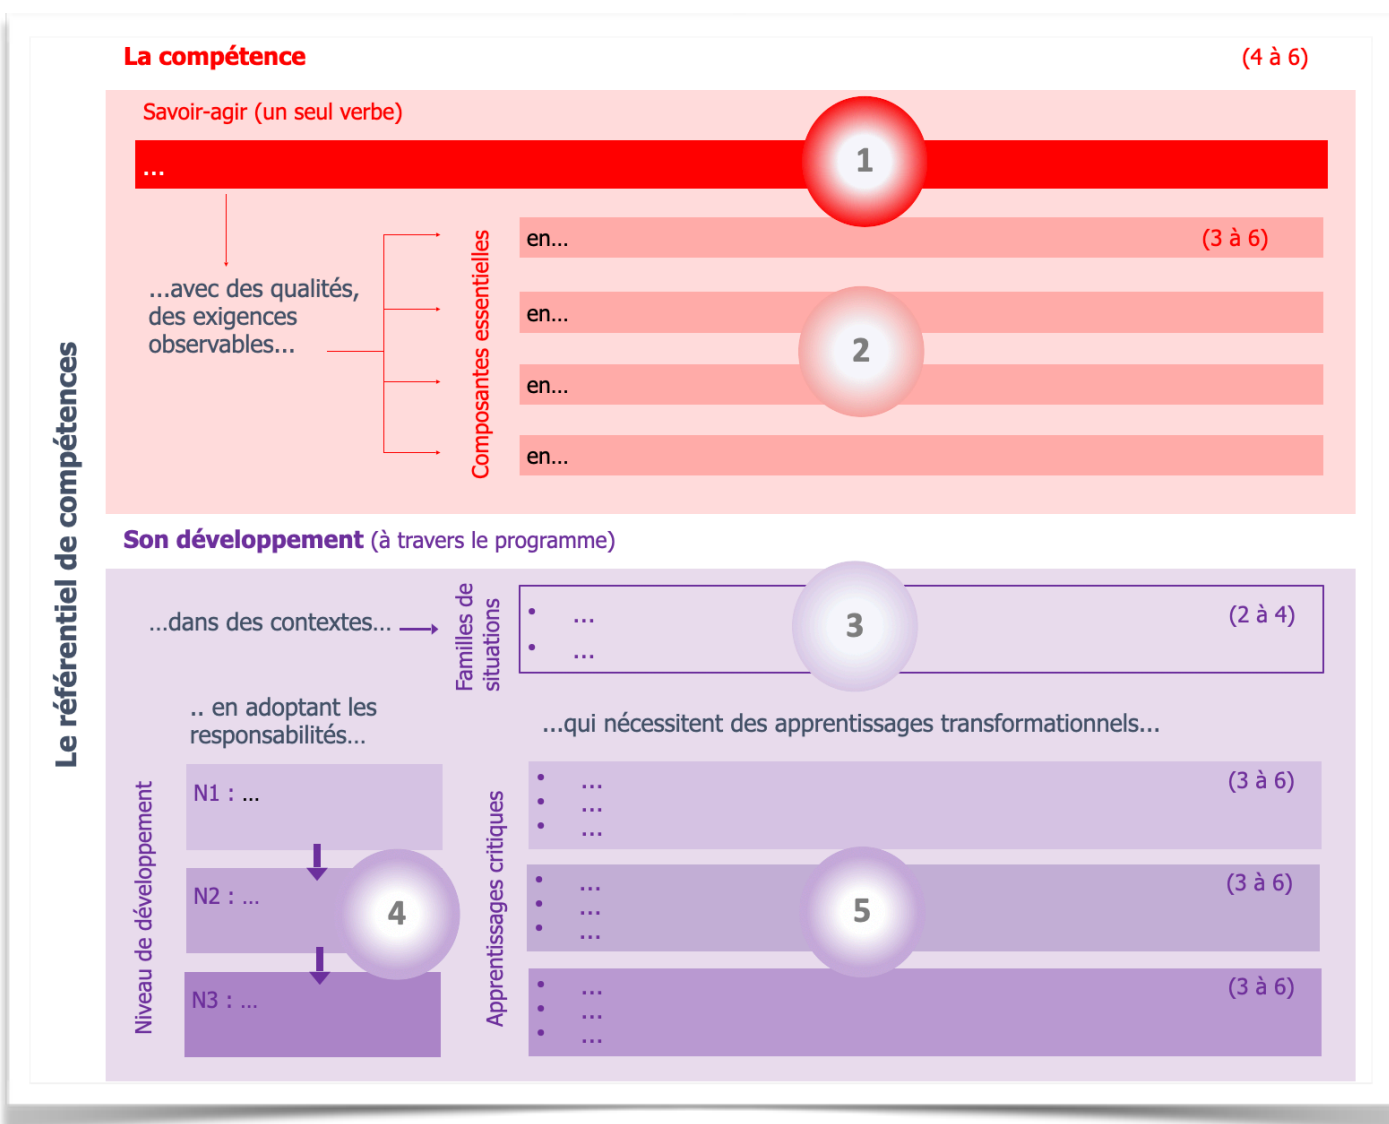 Le référentiel de compétences
La compétence
(4 à 6)
Savoir-agir (un seul verbe)
...
1
...avec des qualités,
des exigences
observables...
Composantes essentielles
en...
(3 à 6)
en...
2
en...
en...
Son développement (à travers le programme)
...dans des contextes...
Familles de
situations
• ...
• ...
3
(2 à 4)
.. en adoptant les
responsabilités...
...qui nécessitent des apprentissages transformationnels...
Niveau de développement
N1 : ...
N2 : ...
N3 : ...
4
Apprentissages critiques
• ...
• ...
• ...
(3 à 6)
• ...
• ...
• ...
5
(3 à 6)
• ...
• ...
• ...
(3 à 6)